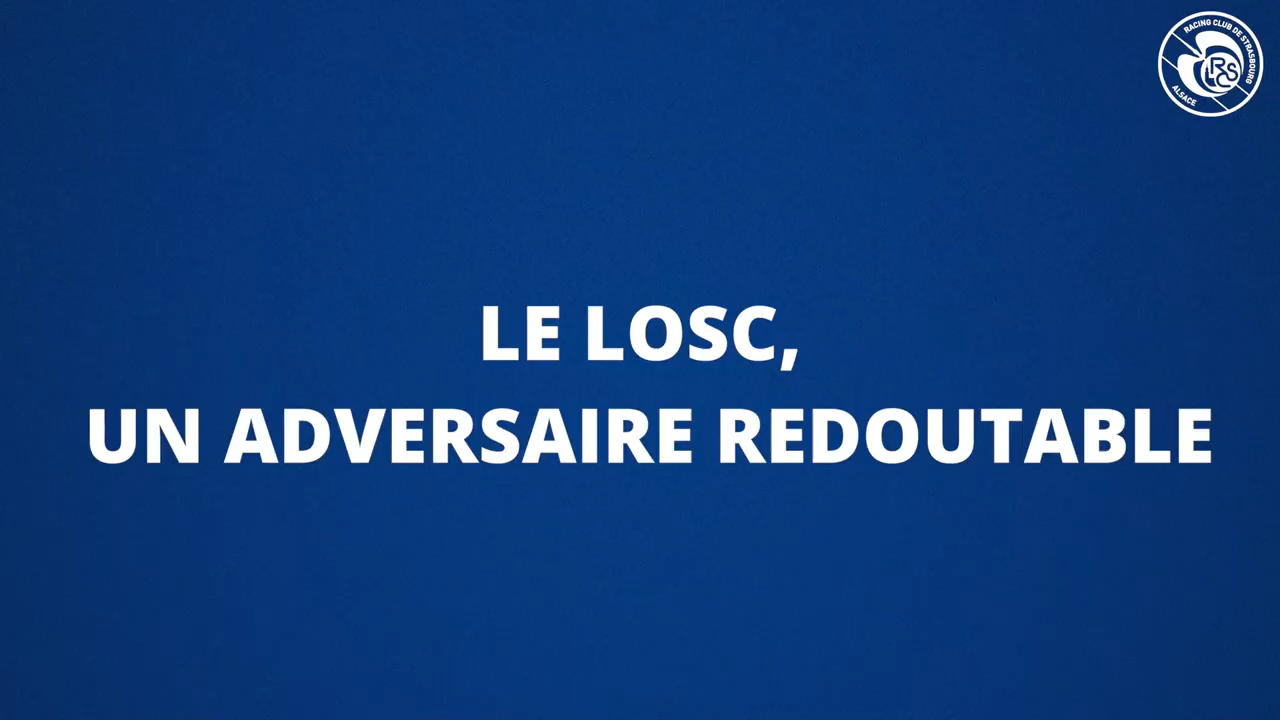 RACING CLUB DE STRASBOURG
RCS
ALSACE
LE LOSC,
UN ADVERSAIRE REDOUTABLE